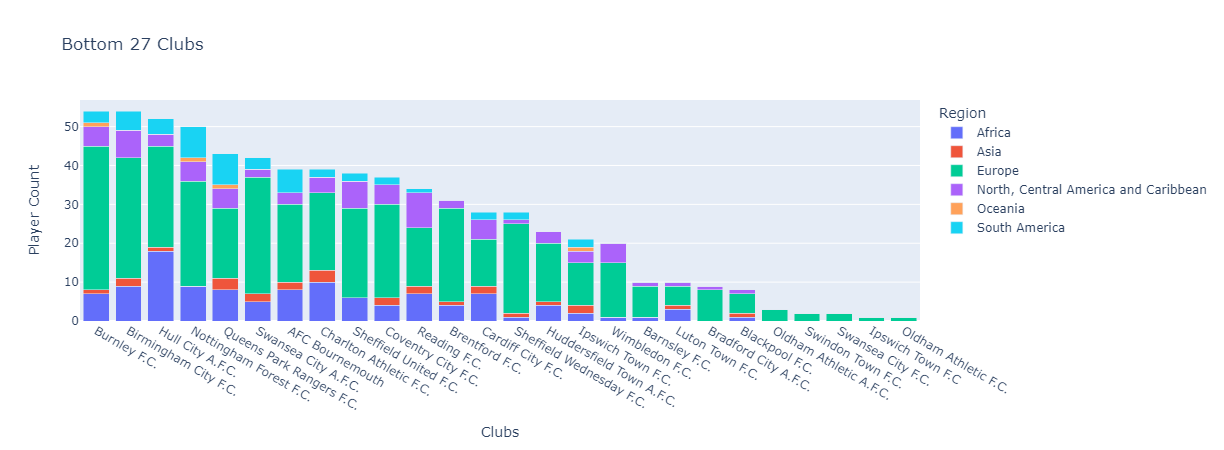 Bottom 27 Clubs
Player Count
50
40
30
20
10
0
Burnley F.C.
Birmingham City F.C.
Hull City A.F.C.
Nottingham Forest F.C.
Queens Park Rangers F.C.
Swansea City A.F.C.
AFC Bournemouth
Charlton Athletic F.C.
Sheffield United F.C.
Coventry City F.C.
Reading F.C.
Brentford F.C.
Cardiff City F.C.
Sheffield Wednesday F.C.
Huddersfield Town A.F.C.
Ipswich Town F.C.
Wimbledon F.C.
Barnsley F.C.
Luton Town F.C.
Bradford City A.F.C.
Blackpool F.C.
Oldham Athletic A.F.C.
Swindon Town F.C.
Swansea City F.C.
Ipswich Town F.C
Oldham Athletic F.C.
Clubs
Region
Africa
Asia
Europe
North, Central America and Caribbean
Oceania
South America